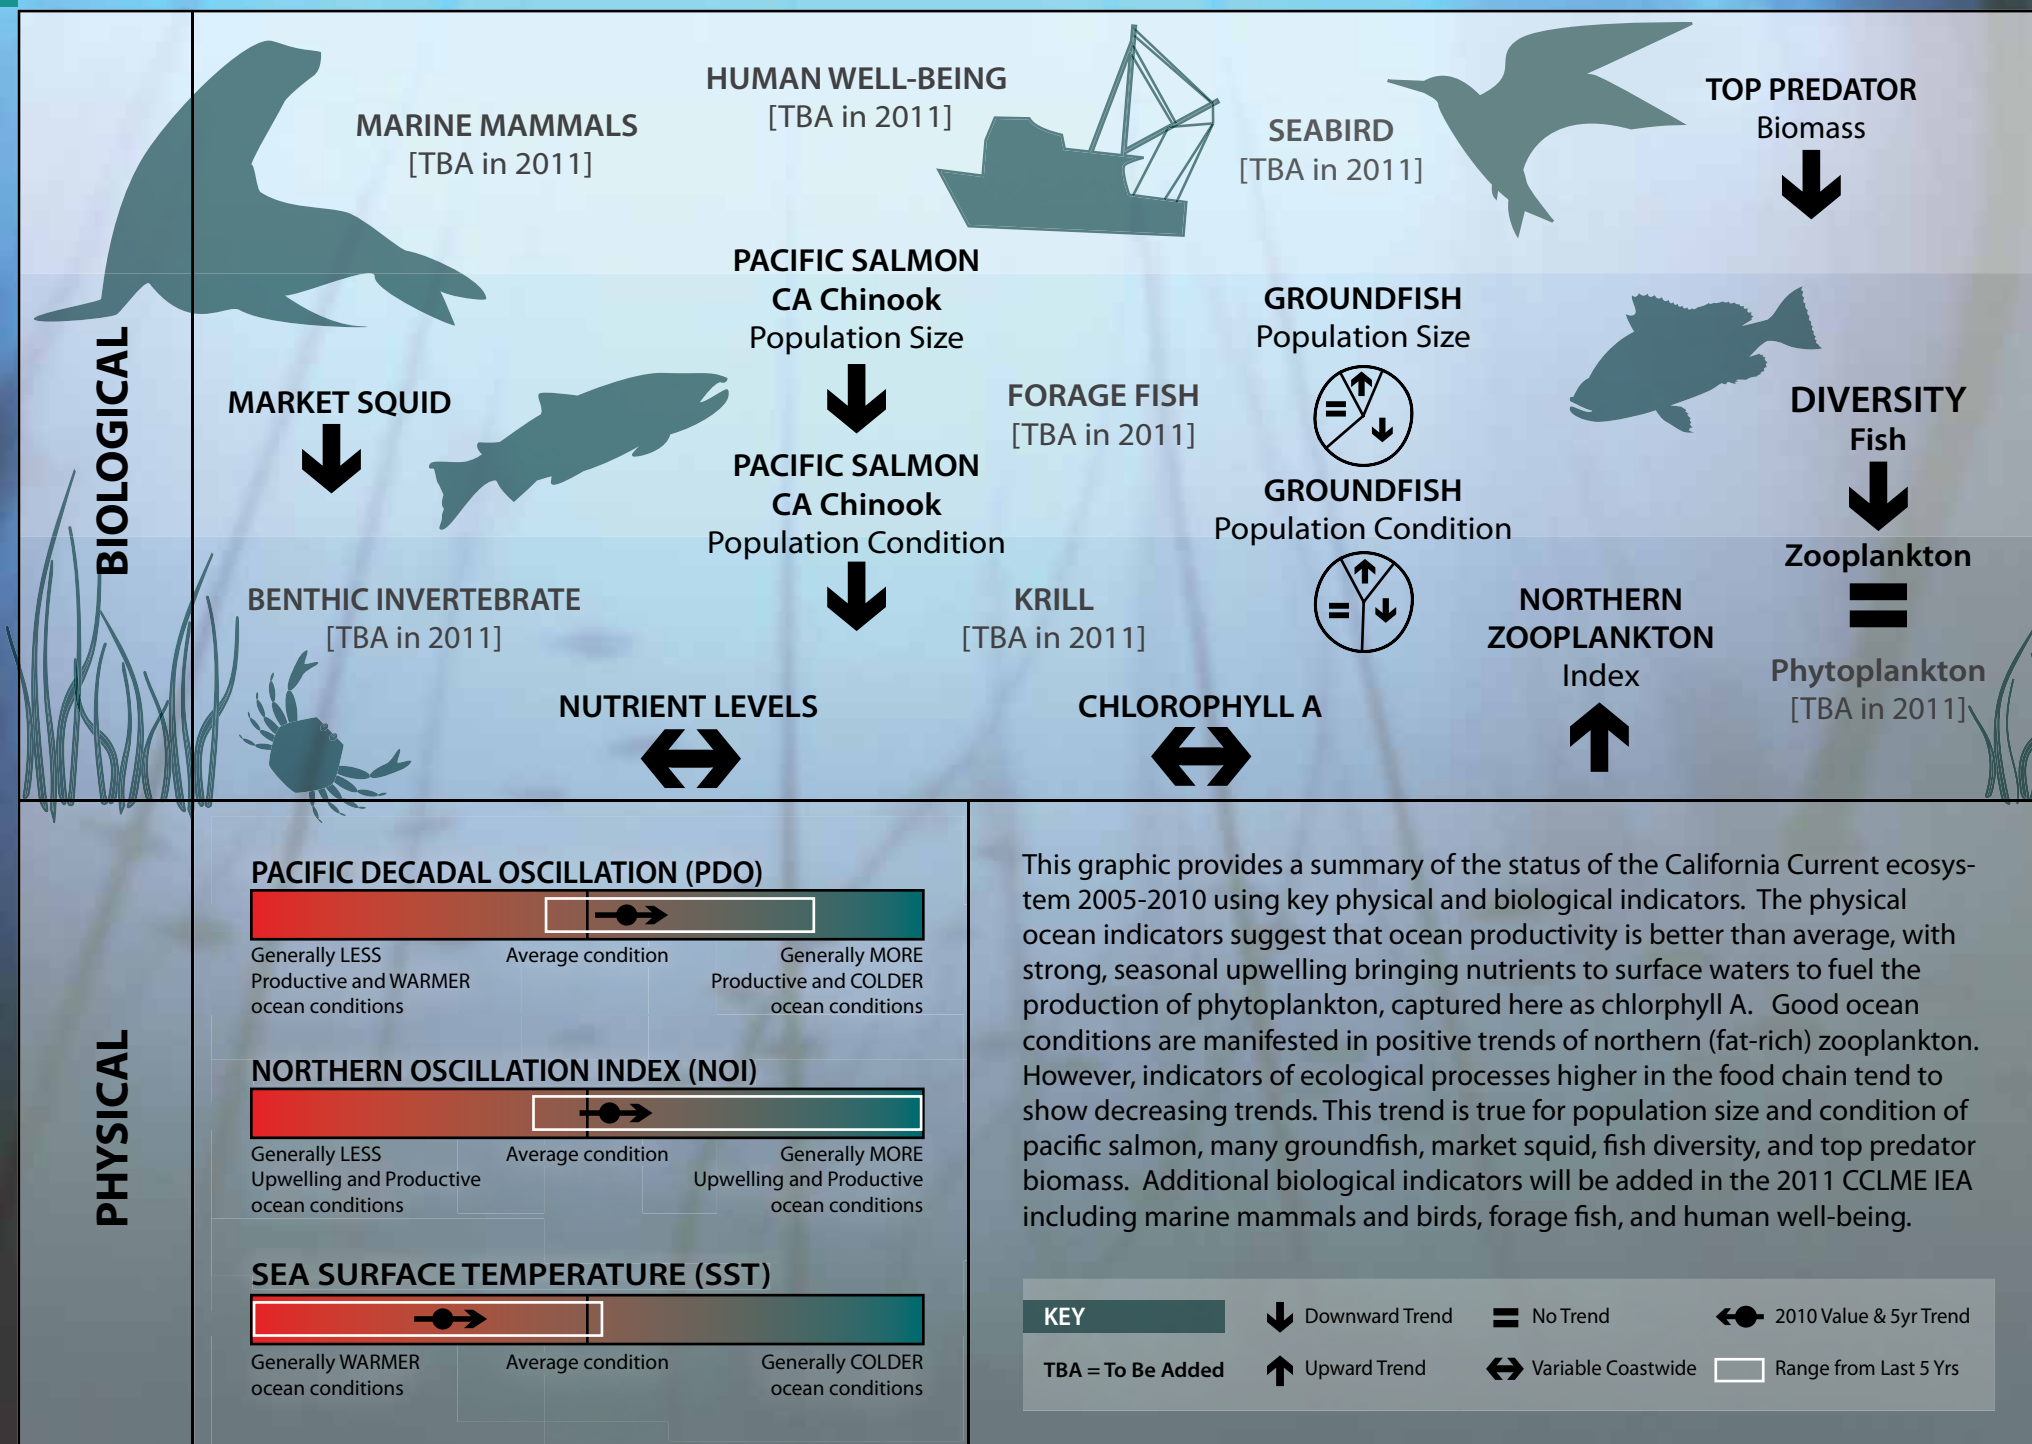 BIOLOGICAL
MARINE MAMMALS
[TBA in 2011]
HUMAN WELL-BEING
[TBA in 2011]
SEABIRD
[TBA in 2011]
TOP PREDATOR
Biomass
PACIFIC SALMON
CA Chinook
Population Size
GROUNDFISH
Population Size
MARKET SQUID
FORAGE FISH
[TBA in 2011]
DIVERSITY
Fish
PACIFIC SALMON
CA Chinook
Population Condition
GROUNDFISH
Population Condition
Zooplankton
BENTHIC INVERTEBRATE
[TBA in 2011]
KRILL
[TBA in 2011]
NORTHERN
ZOOPLANKTON
Index
Phytoplankton
[TBA in 2011]
NUTRIENT LEVELS
CHLOROPHYLL A
PHYSICAL
PACIFIC DECADAL OSCILLATION (PDO)
Generally LESS
Productive and WARMER
ocean conditions
Average condition
Generally MORE
Productive and COLDER
ocean conditions
NORTHERN OSCILLATION INDEX (NOI)
Generally LESS
Upwelling and Productive
ocean conditions
Average condition
Generally MORE
Upwelling and Productive
ocean conditions
SEA SURFACE TEMPERATURE (SST)
Generally WARMER
ocean conditions
Average condition
Generally COLDER
ocean conditions
This graphic provides a summary of the status of the California Current ecosys-
tem 2005-2010 using key physical and biological indicators. The physical
ocean indicators suggest that ocean productivity is better than average, with
strong, seasonal upwelling bringing nutrients to surface waters to fuel the
production of phytoplankton, captured here as chlorphyll A. Good ocean
conditions are manifested in positive trends of northern (fat-rich) zooplankton.
However, indicators of ecological processes higher in the food chain tend to
show decreasing trends. This trend is true for population size and condition of
pacific salmon, many groundfish, market squid, fish diversity, and top predator
biomass. Additional biological indicators will be added in the 2011 CCLME IEA
including marine mammals and birds, forage fish, and human well-being.
KEY
Downward Trend
No Trend
2010 Value & 5yr Trend
TBA = To Be Added
Upward Trend
Variable Coastwide
Range from Last 5 Yrs